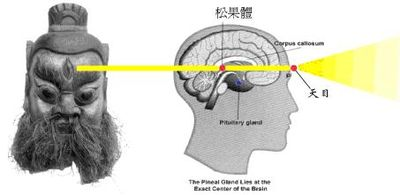 松果體
Corpus callosum
天目
Pituitary gland
The Pineal Gland Lies at the
Exact Center of the Brain